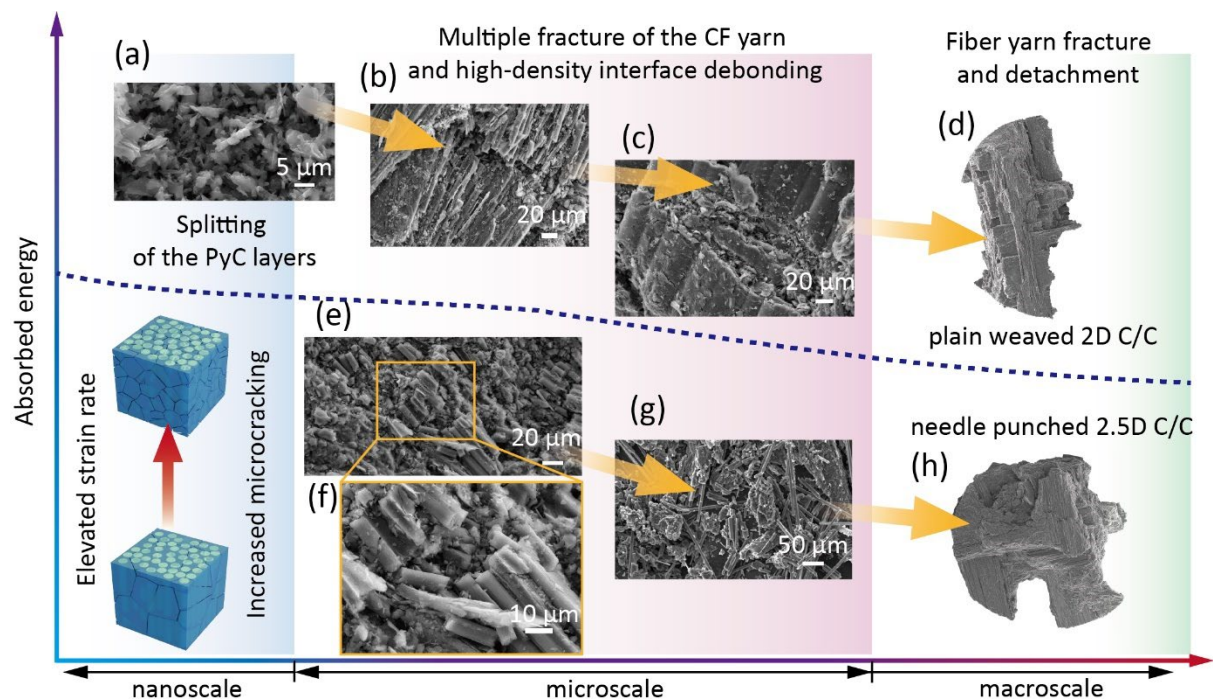 (a)
5 μm
Splitting
of the PyC layers
Multiple fracture of the CF yarn
and high-density interface debonding
(b)
20 μm
(c)
20 μm
Fiber yarn fracture
and detachment
(d)
plain weaved 2D C/C
Absorbed energy
Elevated strain rate
Increased microcracking
(e)
20 μm
(f)
10 μm
(g)
50 μm
needle punched 2.5D C/C
(h)
nanoscale
microscale
macroscale